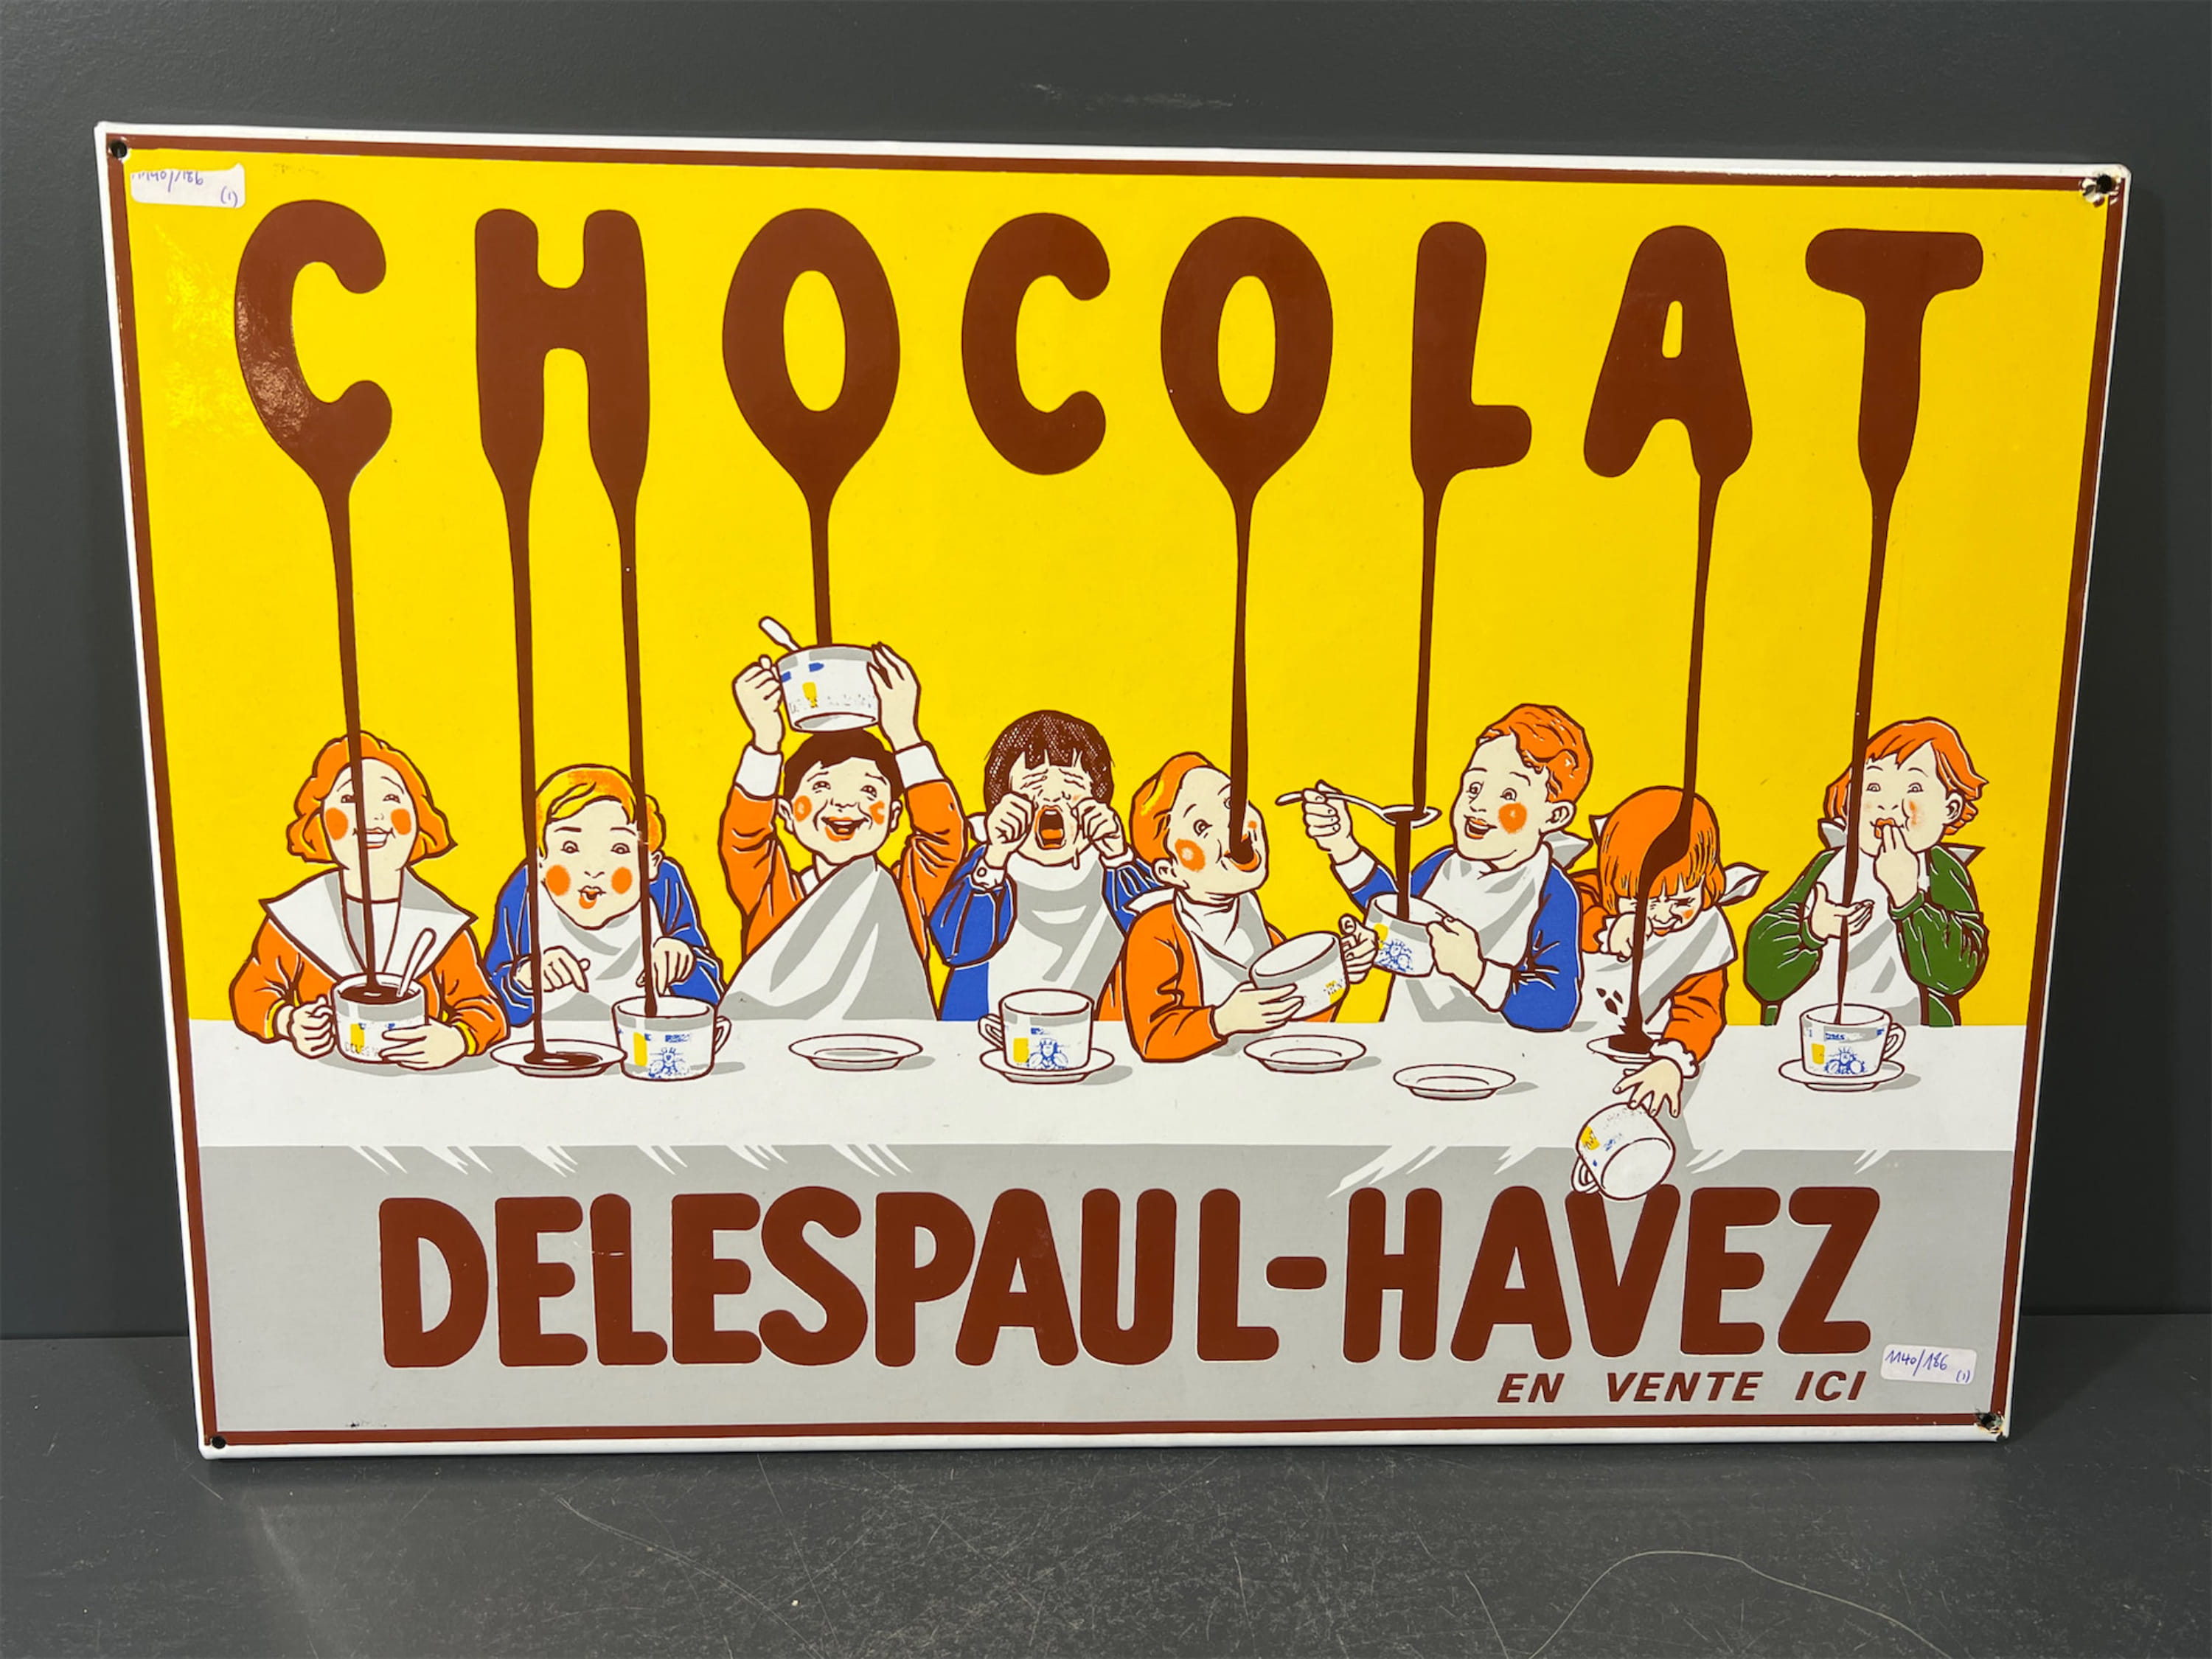 1140/186
(1)
CHOCOLAT
DELESPAUL-HAVEZ
EN VENTE ICI
1140/186
(1)